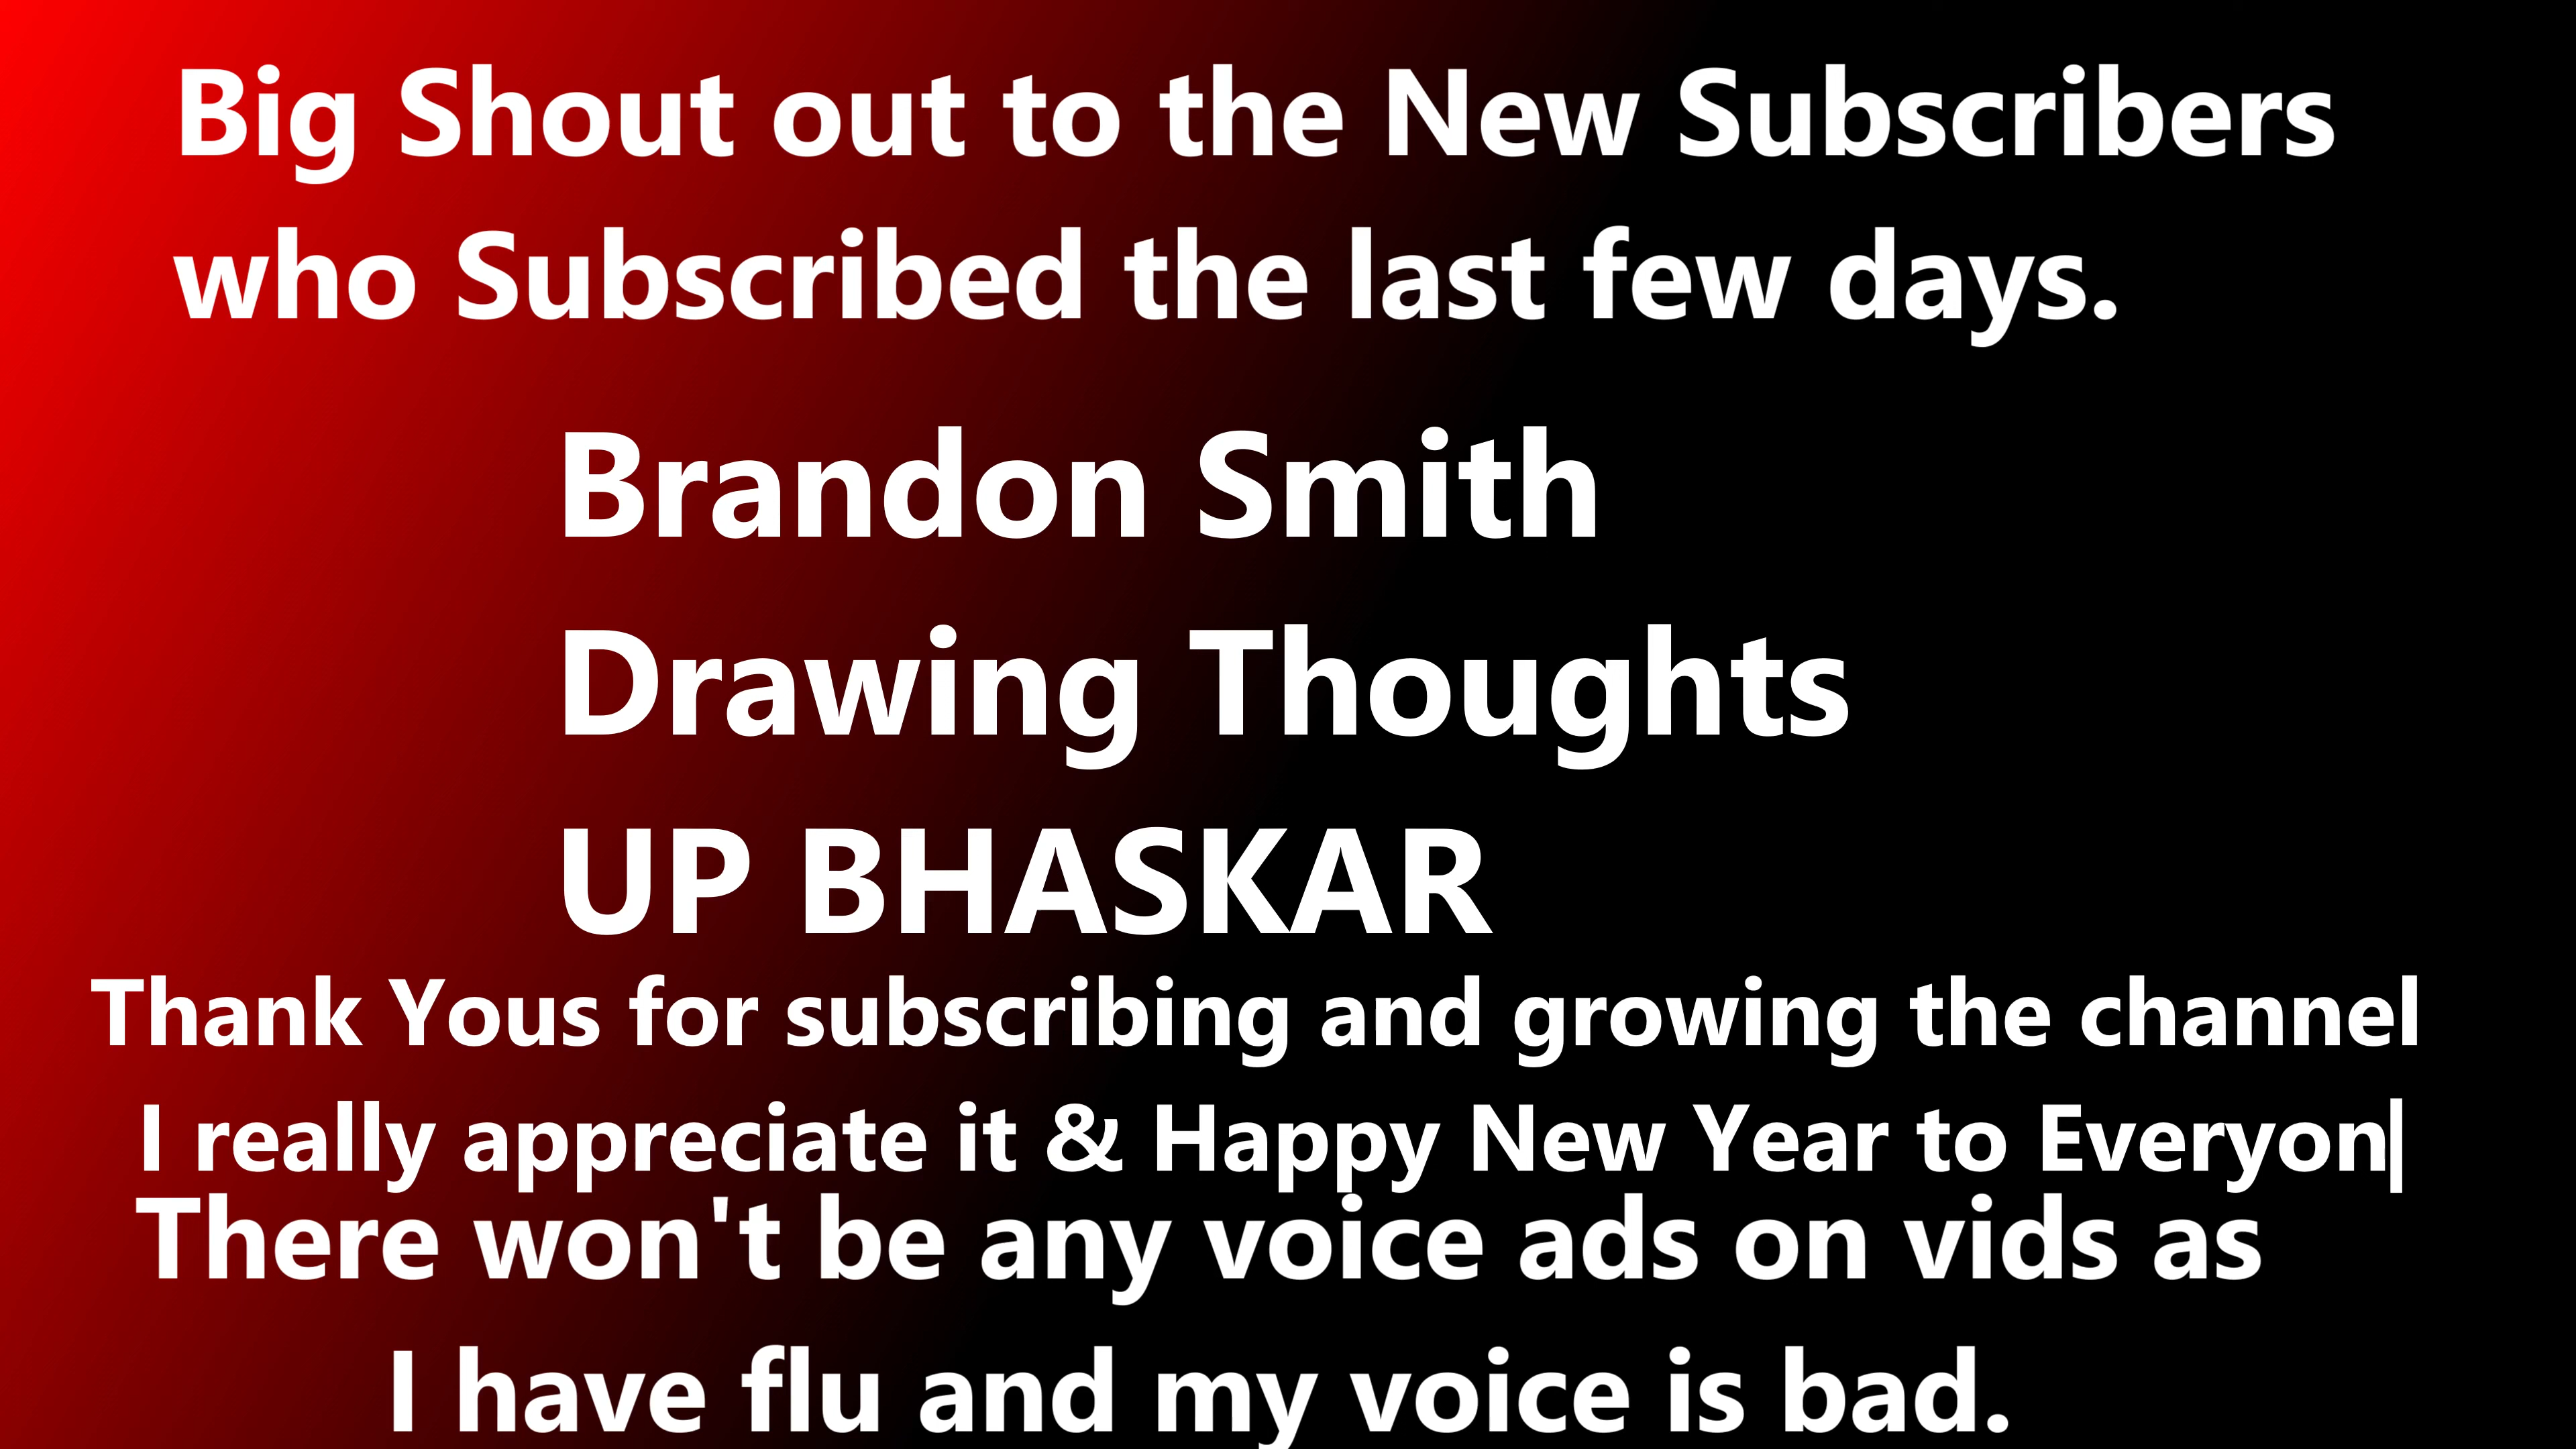 Big Shout out to the New Subscribers
who Subscribed the last few days.
Brandon Smith
Drawing Thoughts
UP BHASKAR
Thank Yous for subscribing and growing the channel
I really appreciate it & Happy New Year to Everyon|
There won't be any voice ads on vids as
I have flu and my voice is bad.